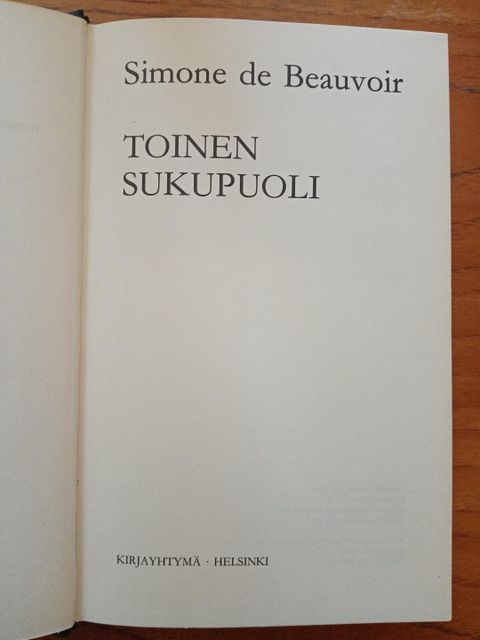 Simone de Beauvoir
TOINEN
SUKUPUOLI
KIRJAYHTYMÄ · HELSINKI